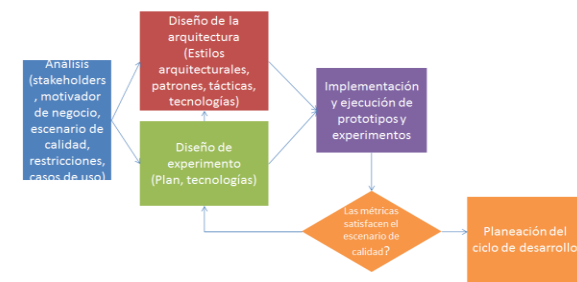 Análisis
(stakeholders
, motivador
de negocio,
escenario de
calidad,
restricciones,
casos de uso)
Diseño de la
arquitectura
(Estilos
arquitecturales,
patrones, tácticas,
tecnologías)
Diseño de
experimento
(Plan, tecnologías)
Implementación
y ejecución de
prototipos y
experimentos
Las métricas
satisfacen el
escenario de
calidad?
Planeación del
ciclo de desarrollo